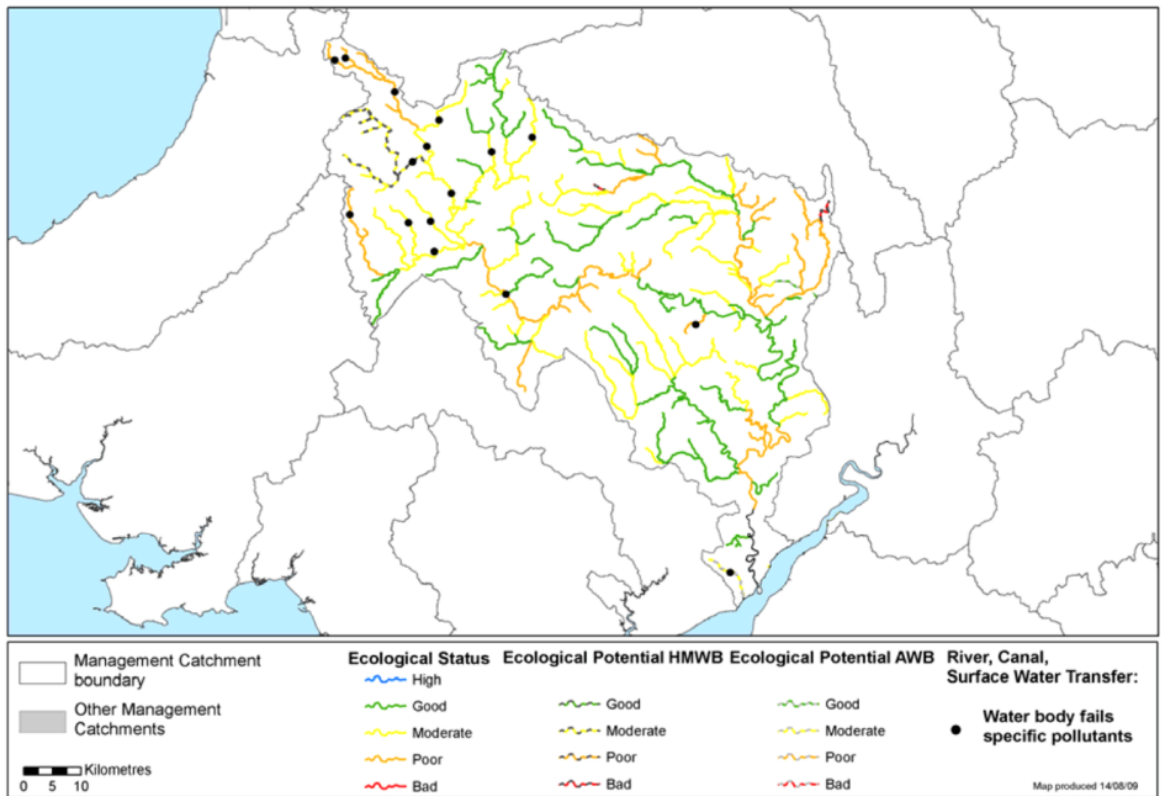 Management Catchment
boundary
Other Management
Catchments
Kilometres
0 5 10
Ecological Status
High
Good
Moderate
Poor
Bad
Ecological Potential HMWB
Good
Moderate
Poor
Bad
Ecological Potential AWB
Good
Moderate
Poor
Bad
River, Canal,
Surface Water Transfer:
Water body fails
specific pollutants
Map produced 14/08/09